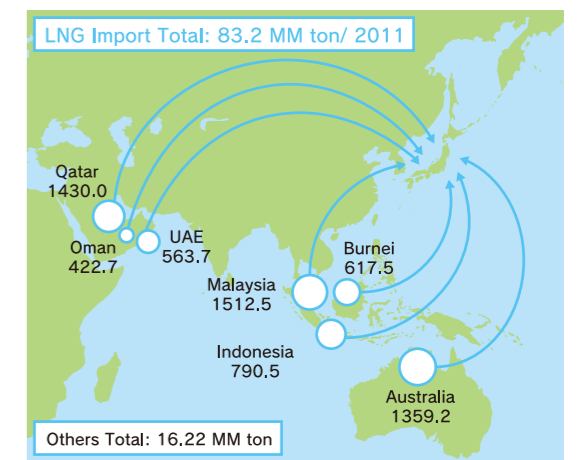 LNG Import Total: 83.2 MM ton/ 2011
Qatar
1430.0
Oman
422.7
UAE
563.7
Malaysia
1512.5
Burnei
617.5
Indonesia
790.5
Australia
1359.2
Others Total: 16.22 MM ton